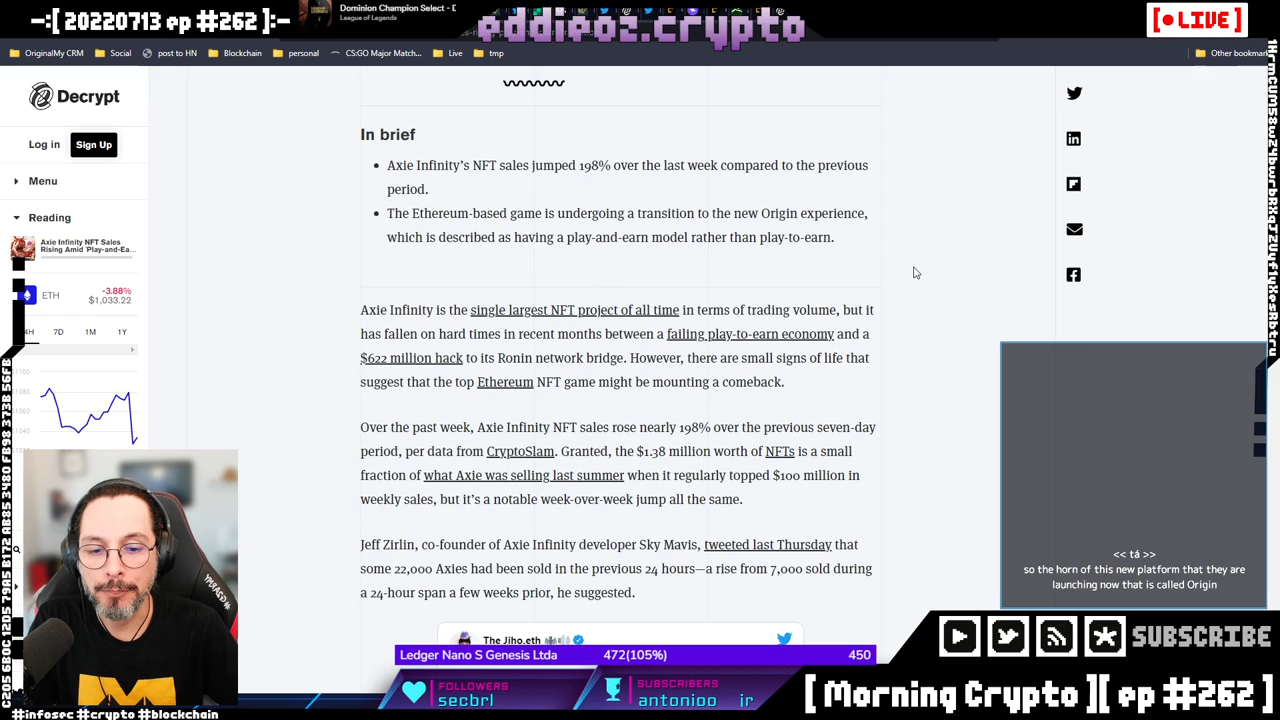 -:[ 20220713 ep #262 ]:-
Dominion Champion Select -
League of Legends
eddieoz.crypto
[ LIVE ]
OriginalMy CRM
Social
post to HN
Blockchain
personal
CS:GO Major Match...
Live
tmp
Other bookmar
Decrypt
Log in
Sign Up
Menu
Reading
Axie Infinity NFT Sales
Rising Amid 'Play-and-Ea...
ETH
-3.88%
$1,033.22
7D
1M
1Y
In brief
Axie Infinity's NFT sales jumped 198% over the last week compared to the previous
period.
The Ethereum-based game is undergoing a transition to the new Origin experience,
which is described as having a play-and-earn model rather than play-to-earn.
Axie Infinity is the single largest NFT project of all time in terms of trading volume, but it
has fallen on hard times in recent months between a failing play-to-earn economy and a
$622 million hack to its Ronin network bridge. However, there are small signs of life that
suggest that the top Ethereum NFT game might be mounting a comeback.
Over the past week, Axie Infinity NFT sales rose nearly 198% over the previous seven-day
period, per data from CryptoSlam. Granted, the $1.38 million worth of NFTs is a small
fraction of what Axie was selling last summer when it regularly topped $100 million in
weekly sales, but it's a notable week-over-week jump all the same.
Jeff Zirlin, co-founder of Axie Infinity developer Sky Mavis, tweeted last Thursday that
some 22,000 Axies had been sold in the previous 24 hours—a rise from 7,000 sold during
a 24-hour span a few weeks prior, he suggested.
The Jiho.eth
<< tá >>
so the horn of this new platform that they are
launching now that is called Origin
Ledger Nano S Genesis Ltda 472(105%) 450
FOLLOWERS
secbrl
SUBSCRIBERS
antonioo jr
SUBSCRIBE
[ Morning Crypto ][ ep #262 ]
#infosec #crypto #blockchain